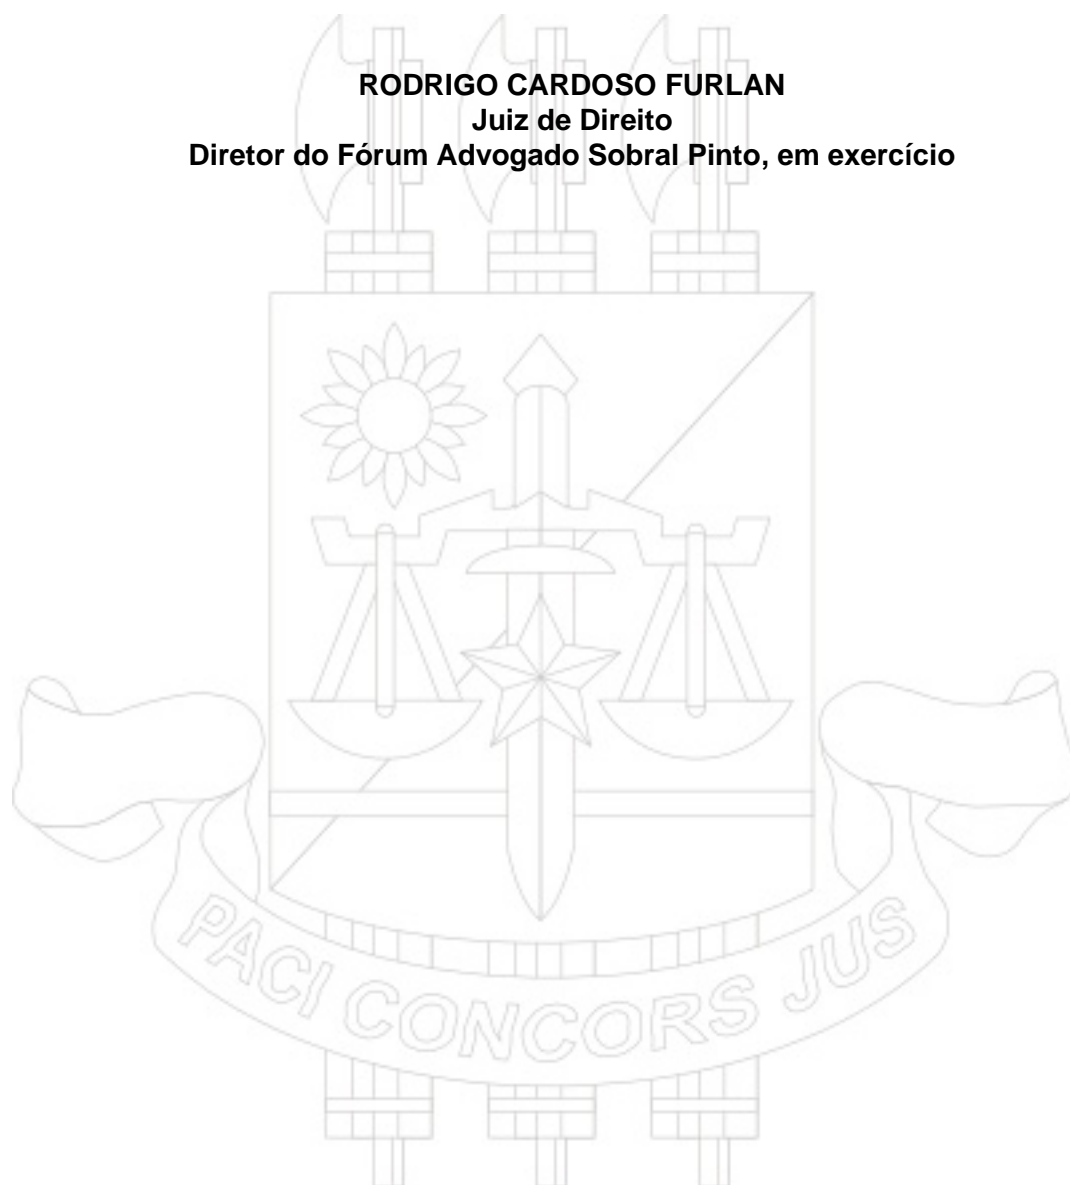 RODRIGO CARDOSO FURLAN
Juiz de Direito
Diretor do Fórum Advogado Sobral Pinto, em exercício
PACI CONCORS JUS